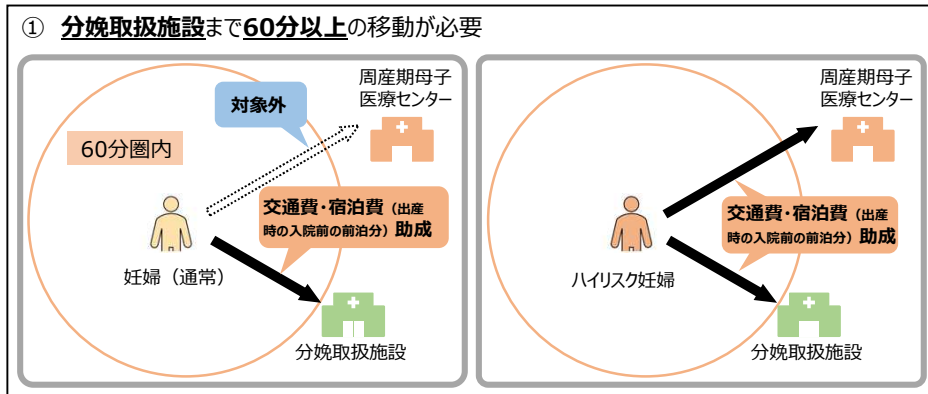 ① 分娩取扱施設まで60分以上の移動が必要
周産期母子
医療センター
対象外
60分圏内
交通費・宿泊費（出産
時の入院前の前泊分）助成
妊婦（通常）
分娩取扱施設
周産期母子
医療センター
交通費・宿泊費（出産
時の入院前の前泊分）助成
ハイリスク妊婦
分娩取扱施設